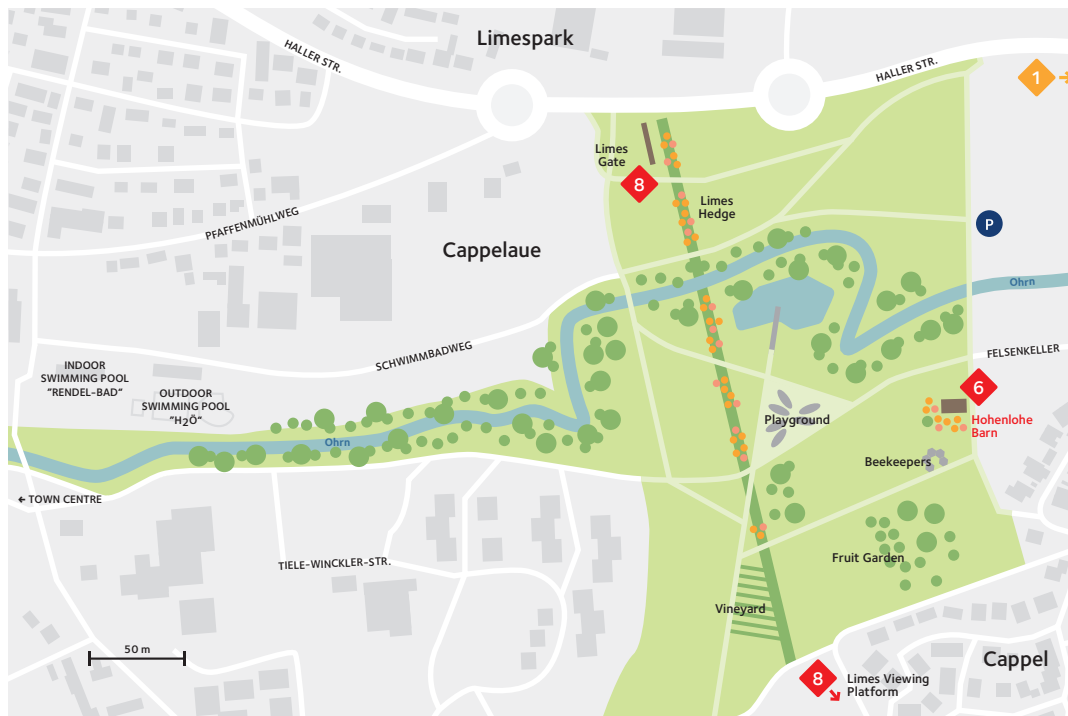 Limespark
HALLER STR.
HALLER STR.
1
Limes
Gate
8
Limes
Hedge
P
PFAFFENMÜHLWEG
Cappelaue
Ohrn
SCHWIMMBADWEG
FELSENKELLER
INDOOR
SWIMMING POOL
"RENDEL-BAD"
OUTDOOR
SWIMMING POOL
"H2Ö"
6
Playground
Hohenlohe
Barn
Ohrn
Beekeepers
← TOWN CENTRE
TIELE-WINCKLER-STR.
Fruit Garden
Vineyard
50 m
Cappel
8
Limes Viewing
Platform